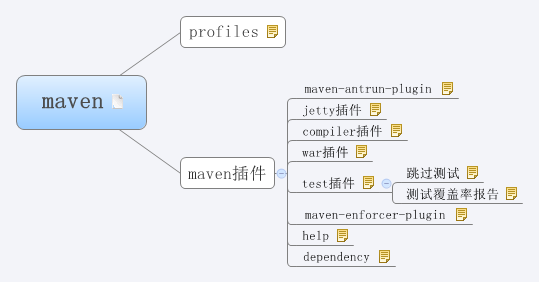 maven
profiles
maven插件
maven-antrun-plugin
jetty插件
compiler插件
war插件
test插件
跳过测试
测试覆盖率报告
maven-enforcer-plugin
help
dependency